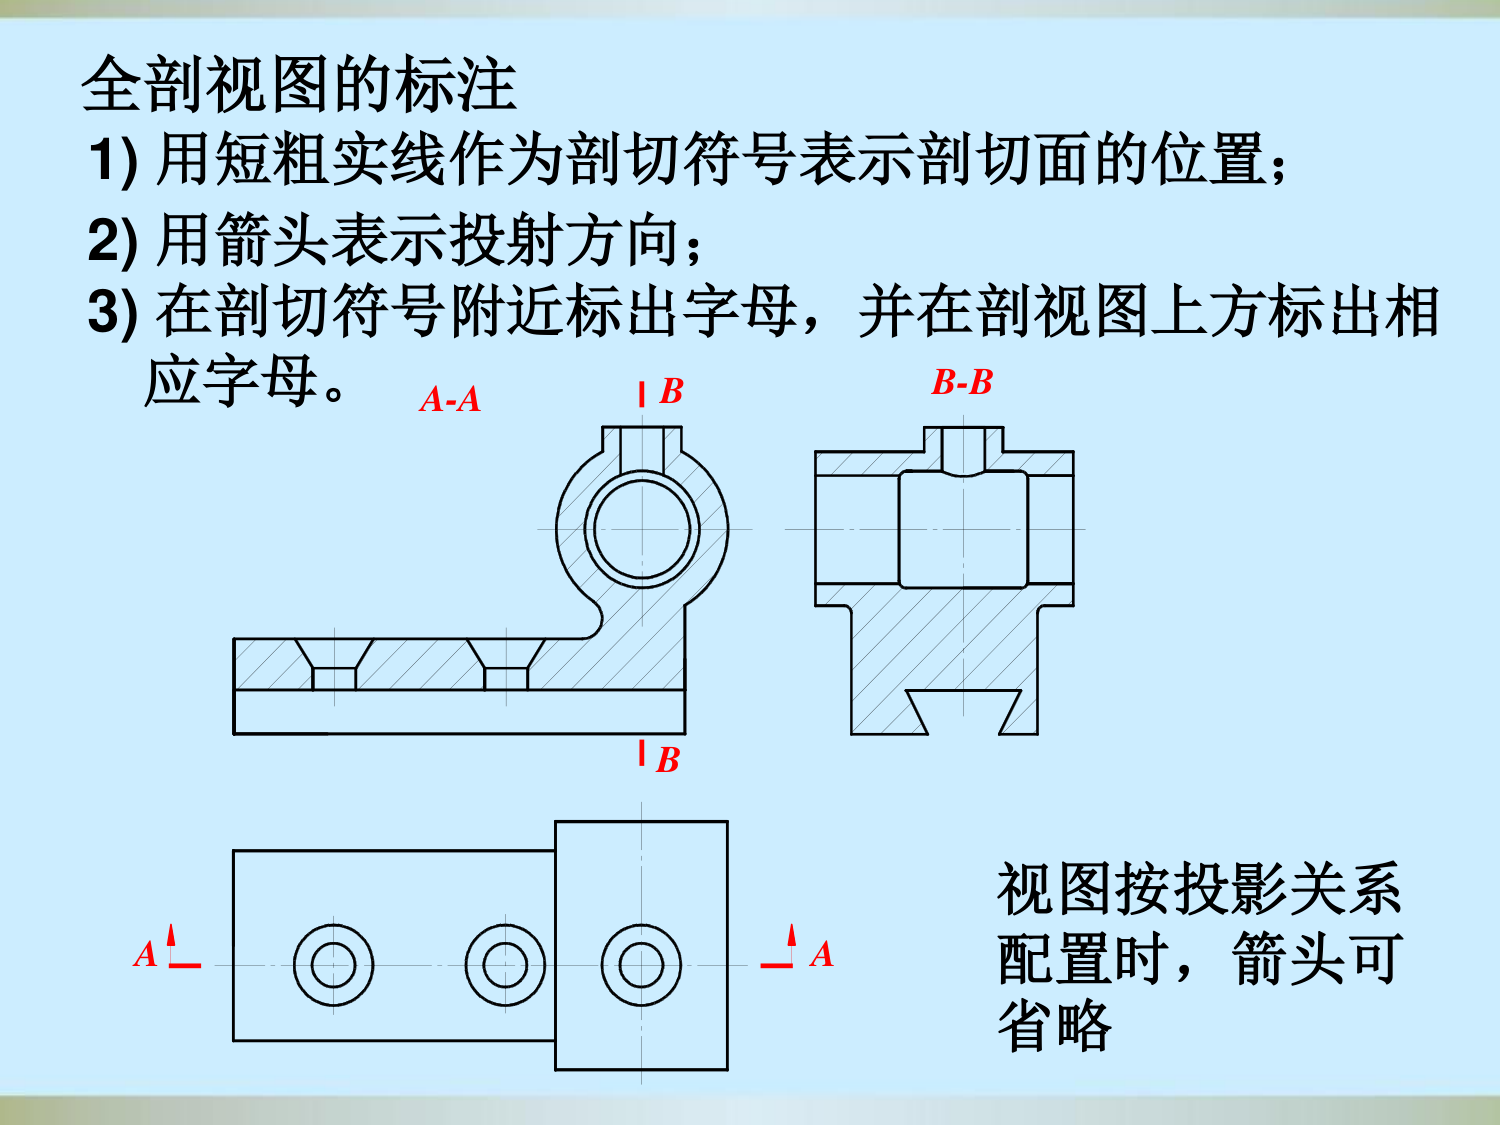 全剖视图的标注
1) 用短粗实线作为剖切符号表示剖切面的位置；
2) 用箭头表示投射方向；
3) 在剖切符号附近标出字母，并在剖视图上方标出相
应字母。
A-A
B
B-B
B
A
A
视图按投影关系
配置时，箭头可
省略